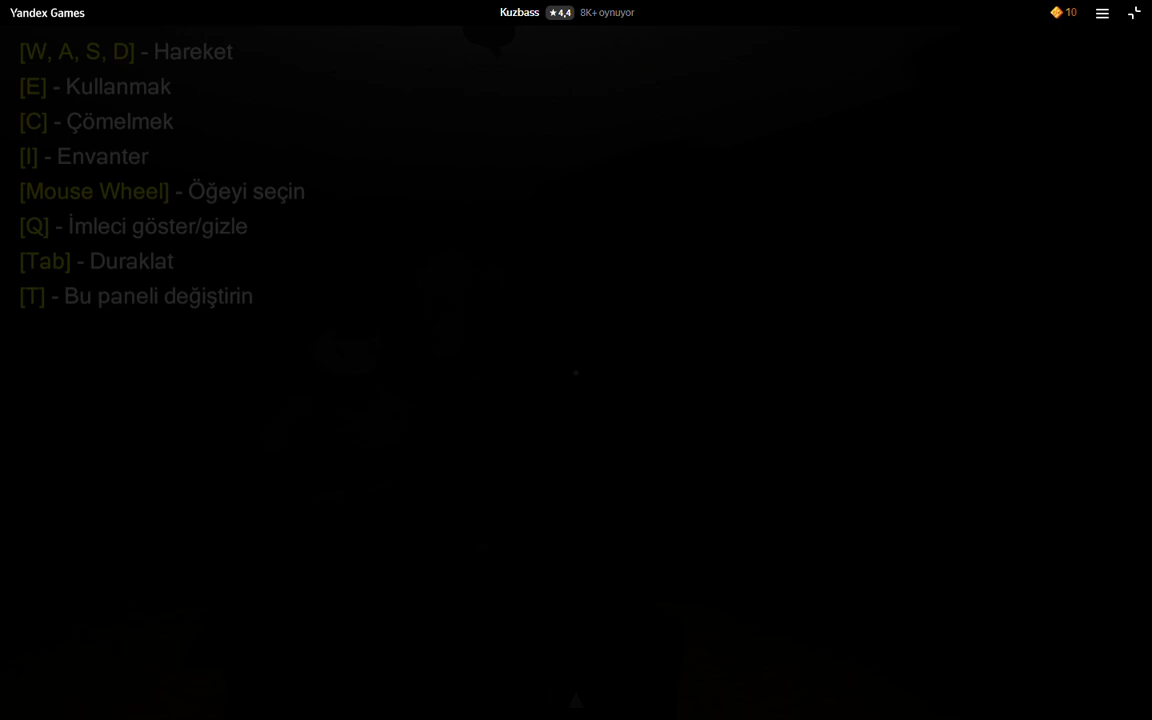 Yandex Games
Kuzbass ★4,4 8K+ oynuyor
10
[W, A, S, D] - Hareket
[E] - Kullanmak
[C] - Çömelmek
[I] - Envanter
[Mouse Wheel] - Öğeyi seçin
[Q] - İmleci göster/gizle
[Tab] - Duraklat
[T] - Bu paneli değiştirin